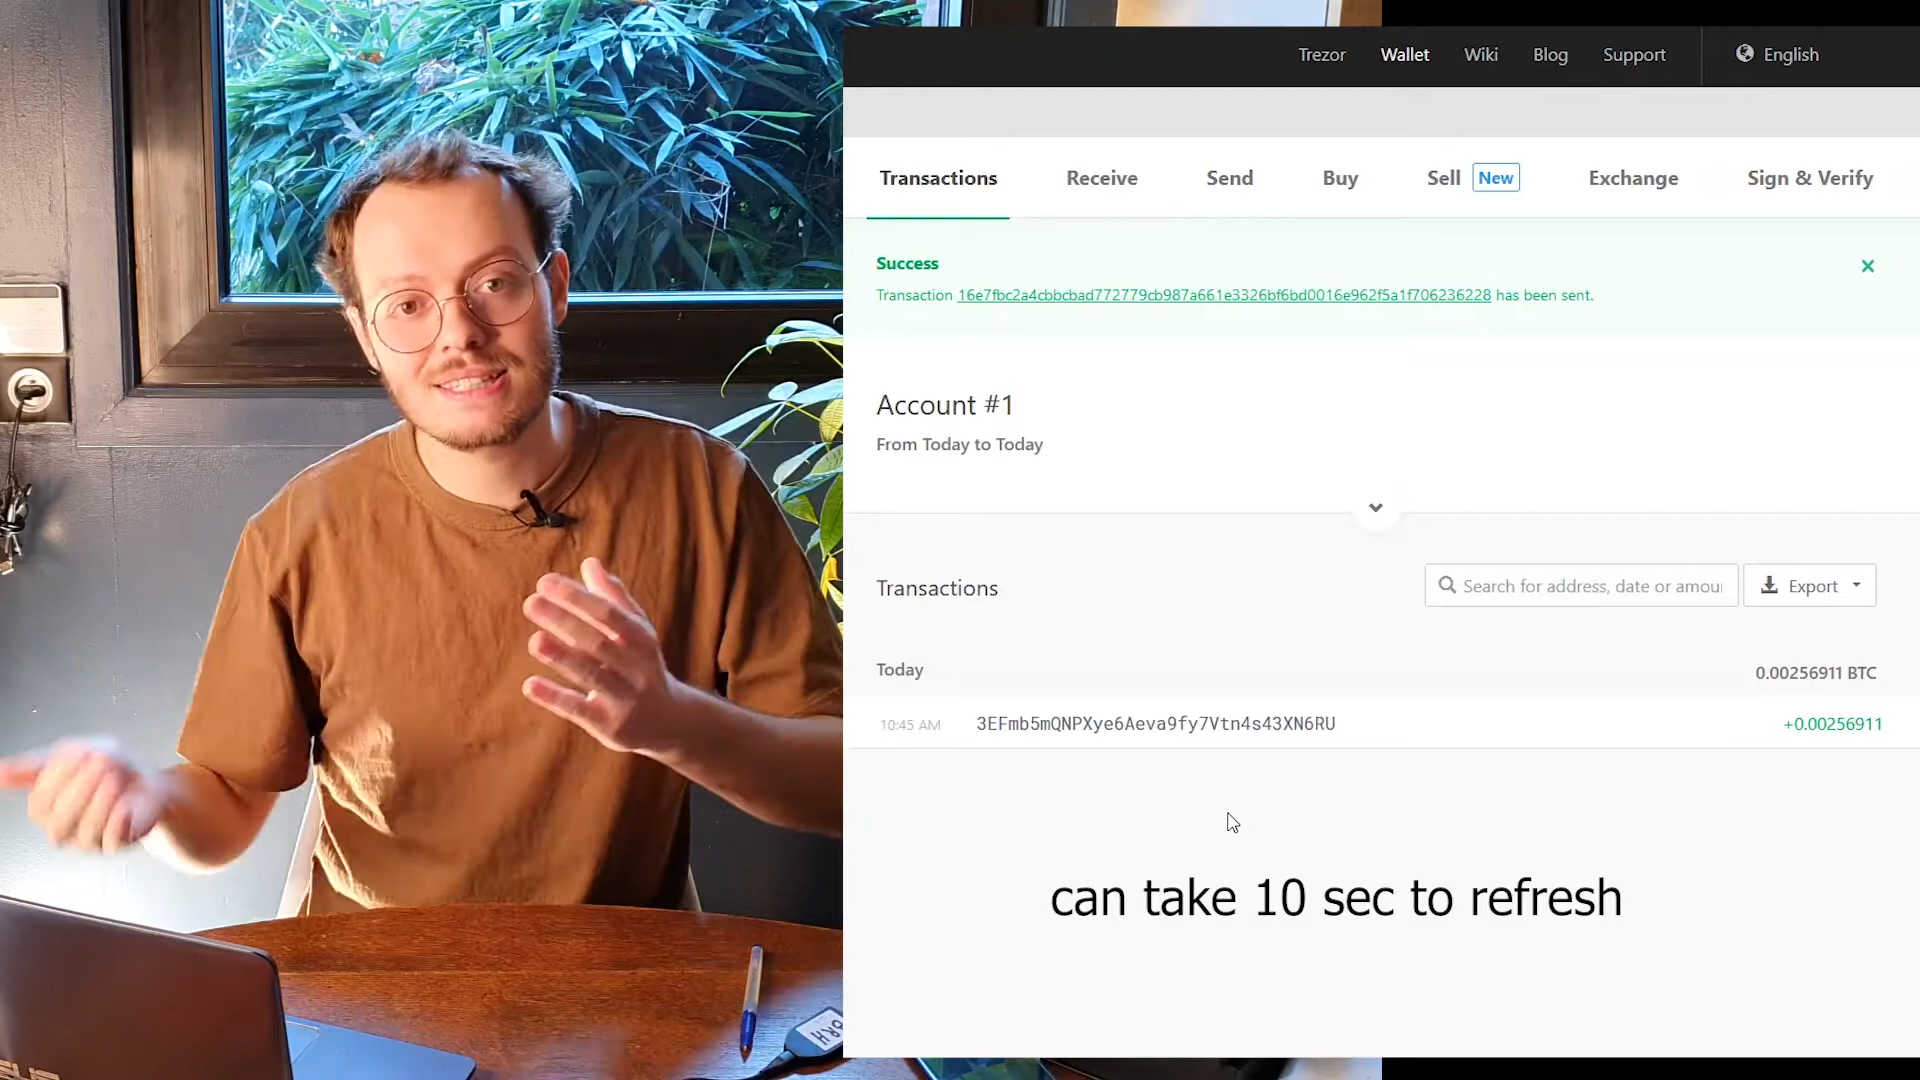 Trezor Wallet Wiki Blog Support English
Transactions Receive Send Buy Sell New Exchange Sign & Verify
Success
Transaction 16e7fbc2a4cbbcbad772779cb987a661e3326bf6bd0016e962f5a1f706236228 has been sent.
Account #1
From Today to Today
Transactions
Search for address, date or amou
Export
Today
0.00256911 BTC
10:45 AM 3EFmb5mQNPXye6Aeva9fy7Vtn4s43XN6RU +0.00256911
can take 10 sec to refresh